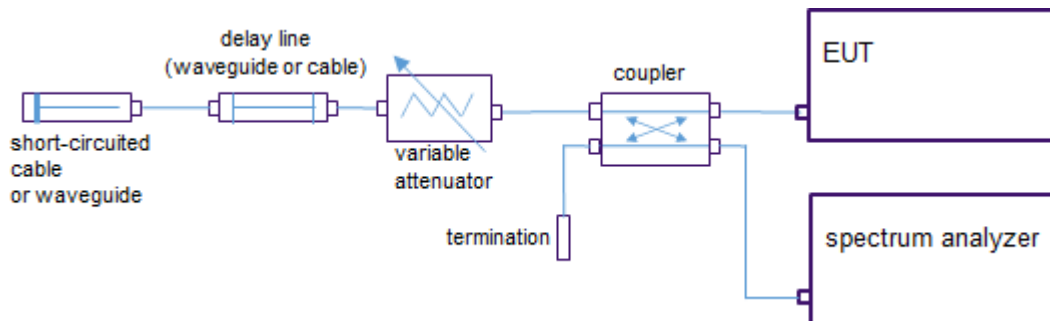 delay line
(waveguide or cable)
short-circuited
cable
or waveguide
variable
attenuator
coupler
termination
EUT
spectrum analyzer